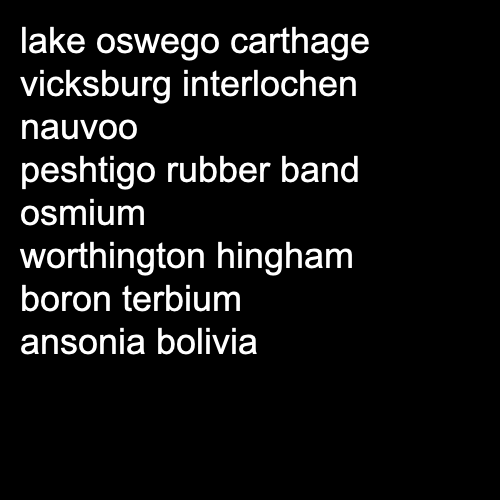 lake oswego carthage
vicksburg interlochen
nauvoo
peshtigo rubber band
osmium
worthington hingham
boron terbium
ansonia bolivia